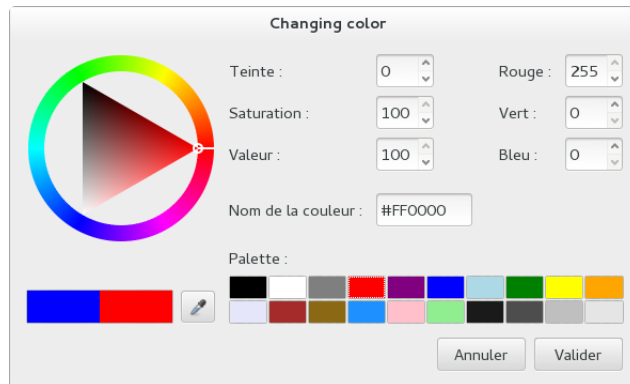 Changing color
Teinte : 0 Rouge : 255
Saturation : 100 Vert : 0
Valeur : 100 Bleu : 0
Nom de la couleur : #FF0000
Palette :
Annuler Valider